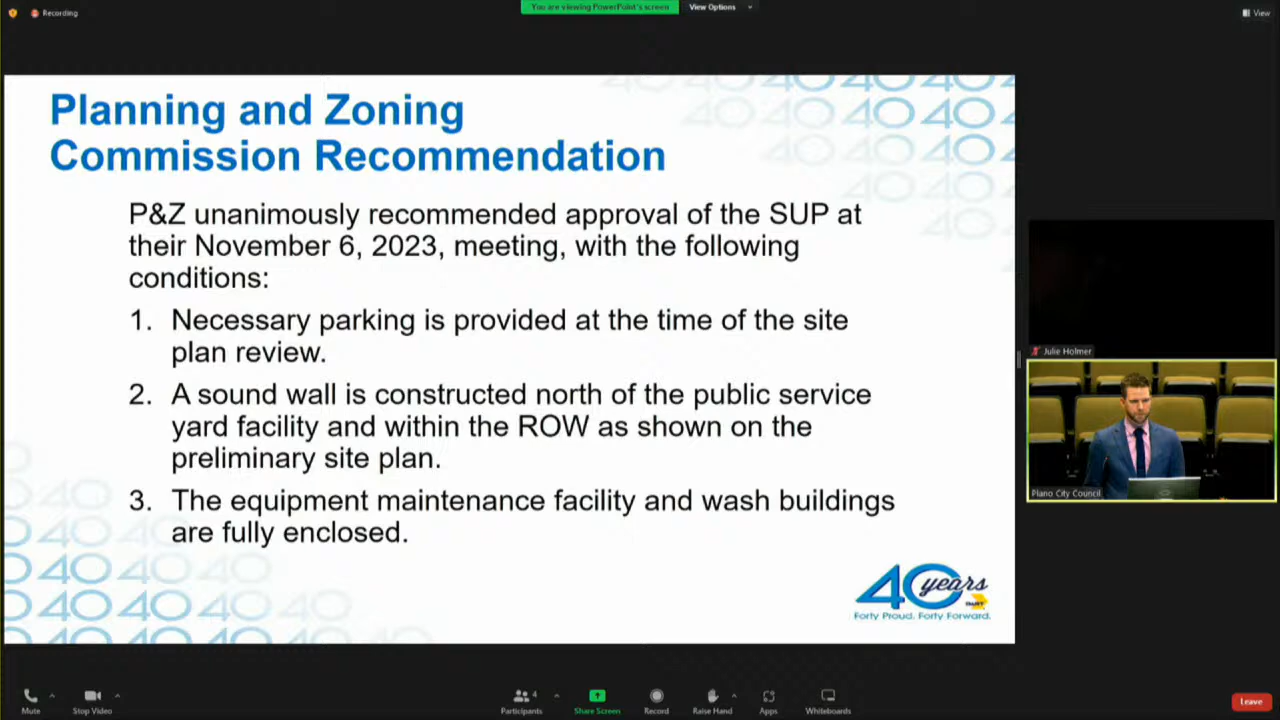 Recording
You are viewing PowerPoint's screen
View Options
View
Planning and Zoning
Commission Recommendation
P&Z unanimously recommended approval of the SUP at
their November 6, 2023, meeting, with the following
conditions:
1. Necessary parking is provided at the time of the site
plan review.
2. A sound wall is constructed north of the public service
yard facility and within the ROW as shown on the
preliminary site plan.
3. The equipment maintenance facility and wash buildings
are fully enclosed.
40 years
DART
Forty Proud. Forty Forward.
Julie Holmer
Plano City Council
Mute
Stop Video
4
Participants
Share Screen
Record
Raise Hand
Apps
Whiteboards
Leave